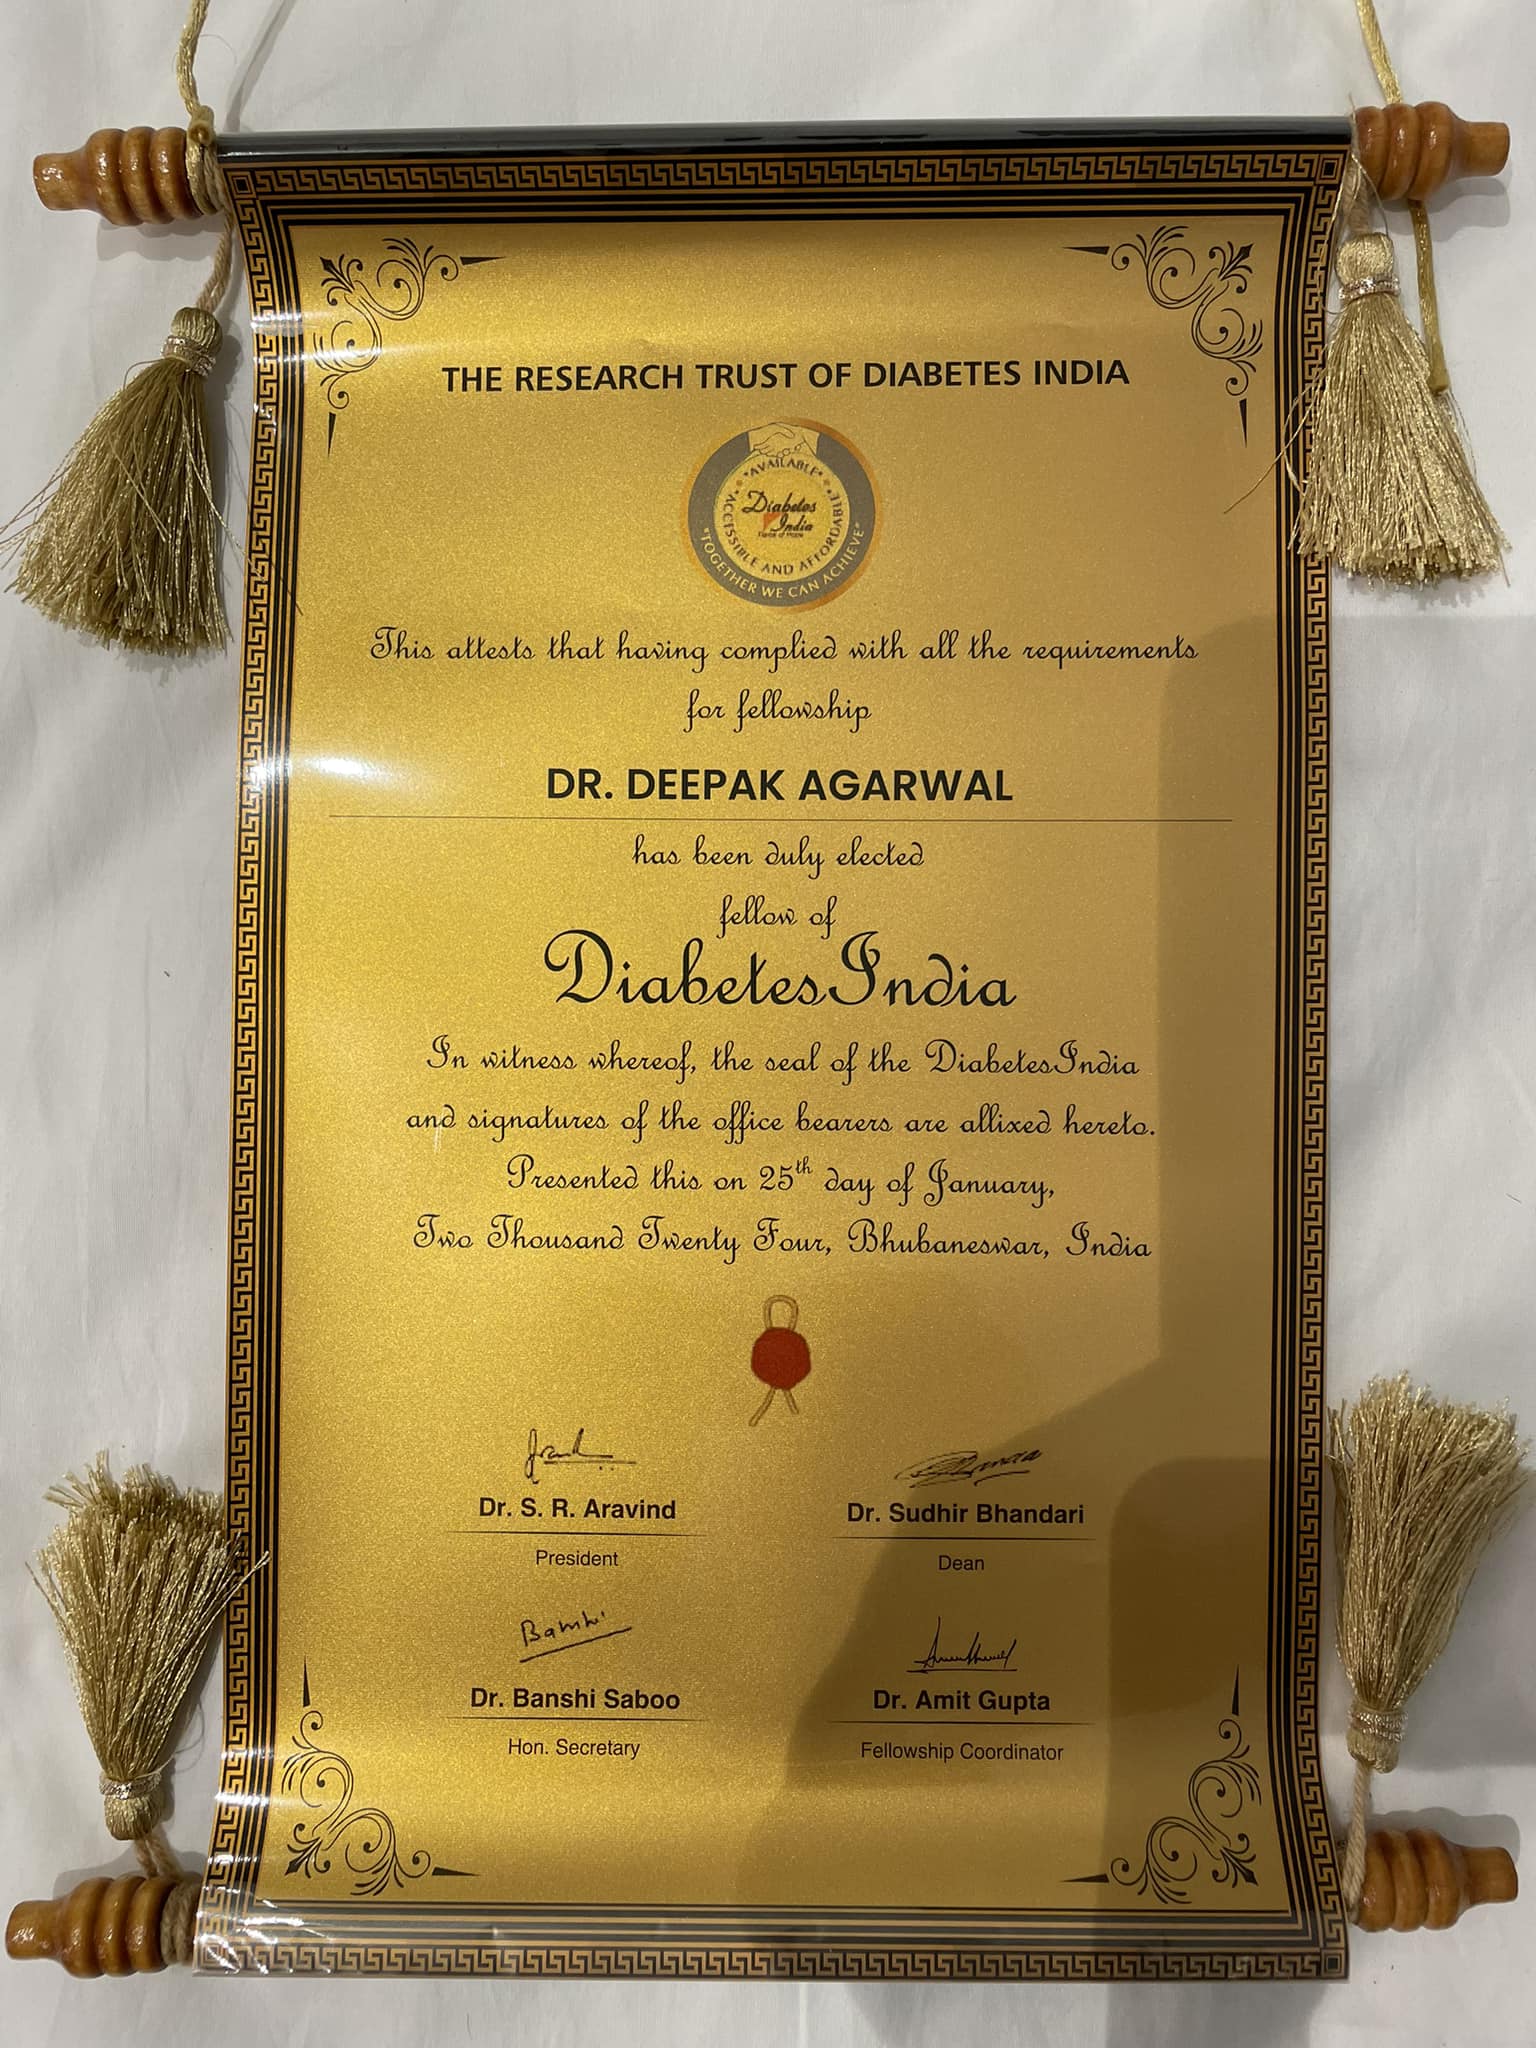 THE RESEARCH TRUST OF DIABETES INDIA
*AVAILABLE* ACCESSIBLE AND AFFORDABLE
Diabetes
India
"TOGETHER WE CAN ACHIEVE"
This attests that having complied with all the requirements
for fellowship
DR. DEEPAK AGARWAL
has been duly elected
fellow of
DiabetesIndia
In witness whereof, the seal of the DiabetesIndia
and signatures of the office bearers are allixed hereto.
Presented this on 25th day of January,
Two Thousand Twenty Four, Bhubaneswar, India
Dr. S. R. Aravind
President
Dr. Sudhir Bhandari
Dean
Banshi
Dr. Banshi Saboo
Hon. Secretary
Dr. Amit Gupta
Fellowship Coordinator